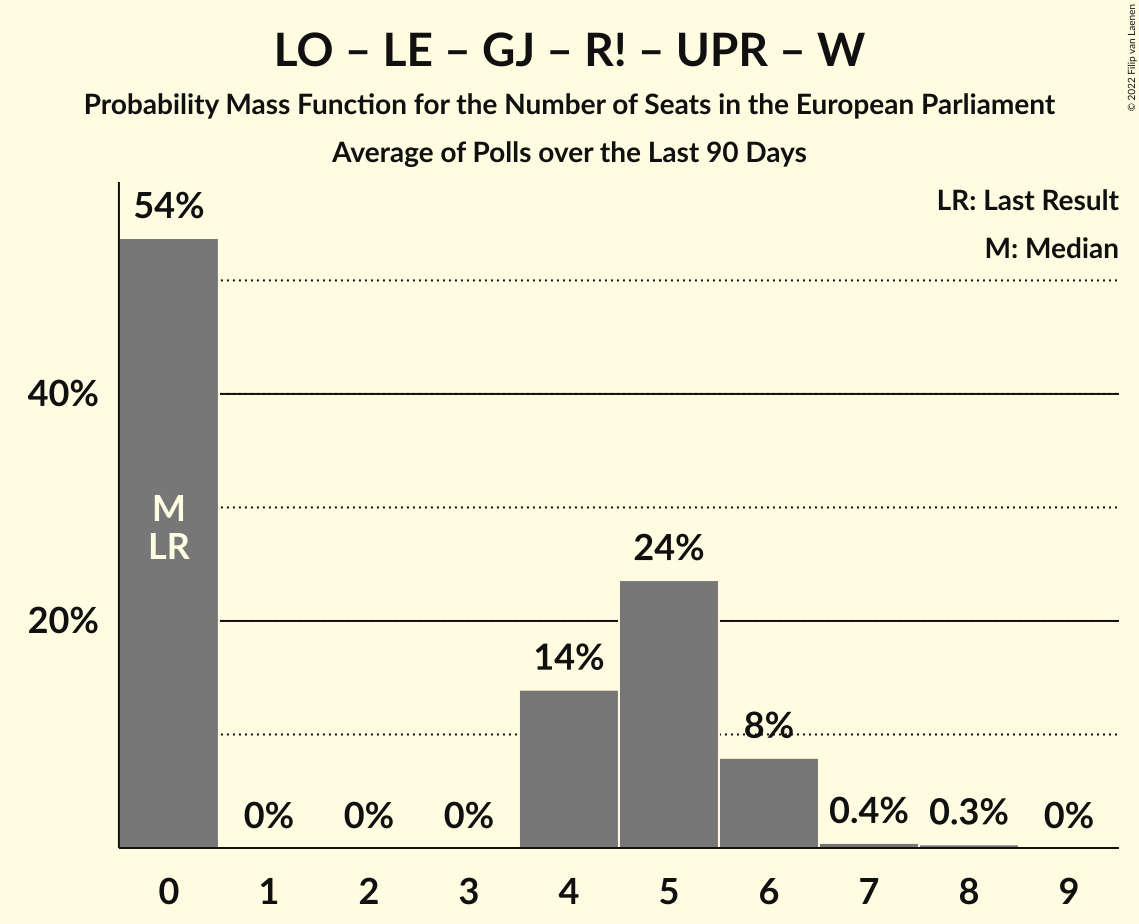 LO – LE – GJ – R! – UPR – W
Probability Mass Function for the Number of Seats in the European Parliament
Average of Polls over the Last 90 Days
© 2022 Filip van Laenen
LR: Last Result
M: Median
54%
40%
M
LR
24%
20%
14%
8%
0%
0%
0%
0.4%
0.3%
0%
0
1
2
3
4
5
6
7
8
9